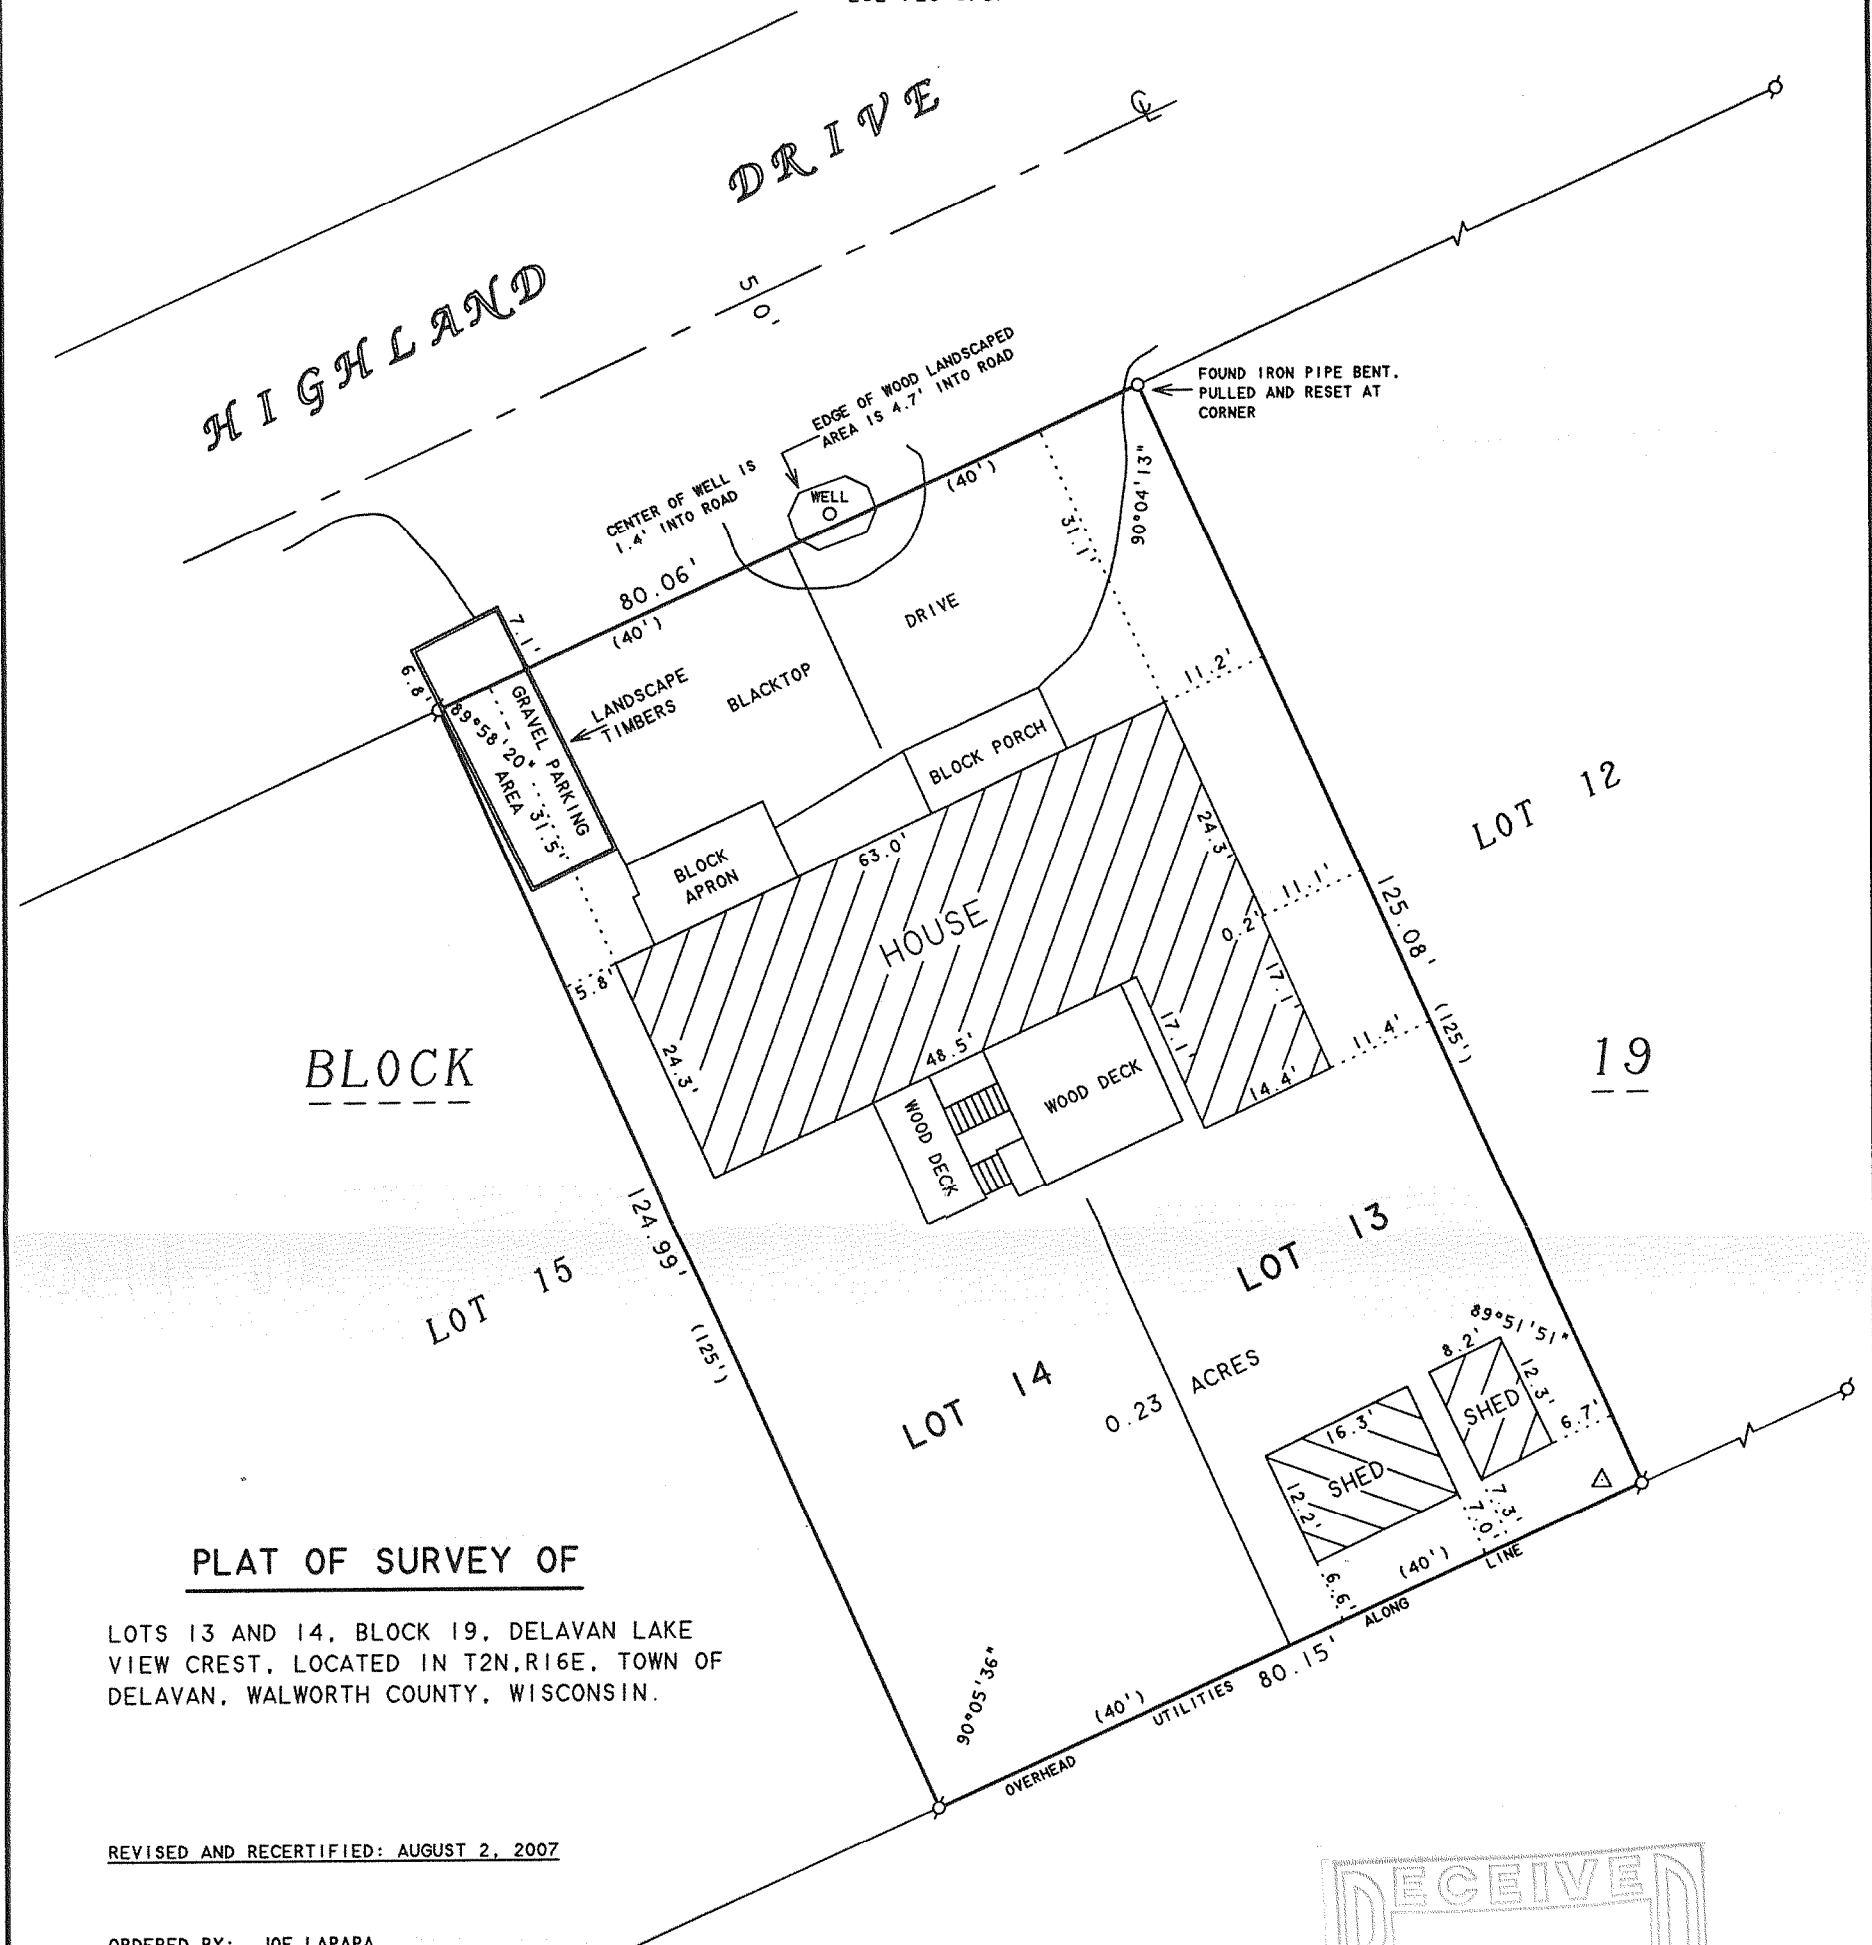 HIGHLAND DRIVE
℄
50'
EDGE OF WOOD LANDSCAPED
AREA IS 4.7' INTO ROAD
FOUND IRON PIPE BENT.
PULLED AND RESET AT
CORNER
CENTER OF WELL IS
1.4' INTO ROAD
WELL
(40')
90°04'13"
31.1'
80.06'
(40')
DRIVE
7.1'
6.8'
LANDSCAPE
TIMBERS
BLACKTOP
11.2'
89°58'20"
GRAVEL PARKING
AREA
31.5'
BLOCK PORCH
LOT 12
BLOCK
APRON
63.0'
24.3'
HOUSE
11.1'
0.2'
125.08'
5.8'
17.1'
(125')
11.4'
BLOCK
19
24.3'
48.5'
17.1'
14.4'
WOOD DECK
WOOD DECK
124.99'
LOT 13
LOT 15
(125')
89°51'51"
8.2'
12.3'
SHED
6.7'
LOT 14
0.23 ACRES
16.3'
SHED
12.2'
7.3'
7.0'
6.6'
(40')
LINE
ALONG
80.15'
UTILITIES
(40')
OVERHEAD
90°05'36"
PLAT OF SURVEY OF
LOTS 13 AND 14, BLOCK 19, DELAVAN LAKE
VIEW CREST, LOCATED IN T2N,R16E, TOWN OF
DELAVAN, WALWORTH COUNTY, WISCONSIN.
REVISED AND RECERTIFIED: AUGUST 2, 2007
ORDERED BY: JOE LAPAPA
RECEIVED